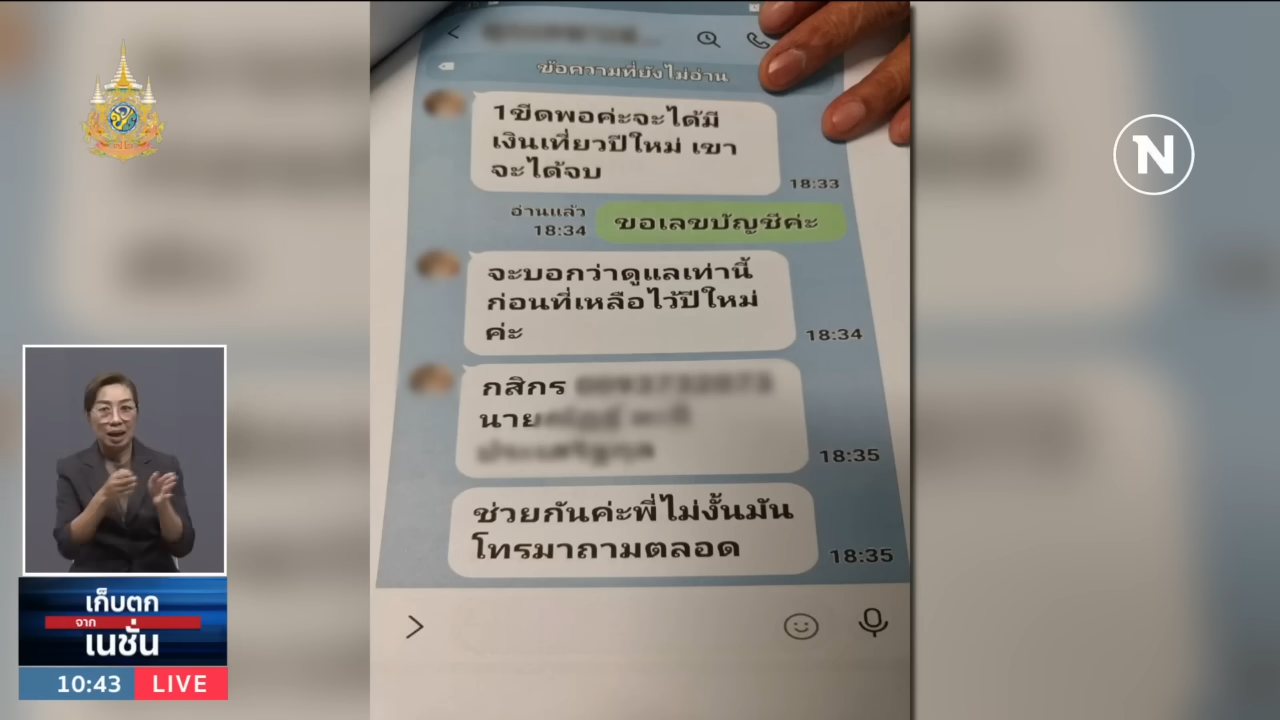 ข้อความที่ยังไม่อ่าน
1ขีดพอค่ะจะได้มี
เงินเที่ยวปีใหม่ เขา
จะได้จบ
18:33
อ่านแล้ว
18:34
ขอเลขบัญชีค่ะ
จะบอกว่าดูแลเท่านี้
ก่อนที่เหลือไว้ปีใหม่
ค่ะ
18:34
กสิกร
นาย
18:35
ช่วยกันค่ะพี่ไม่งั้นมัน
โทรมาถามตลอด
18:35
N
เก็บตก
จาก
เนชั่น
10:43 LIVE